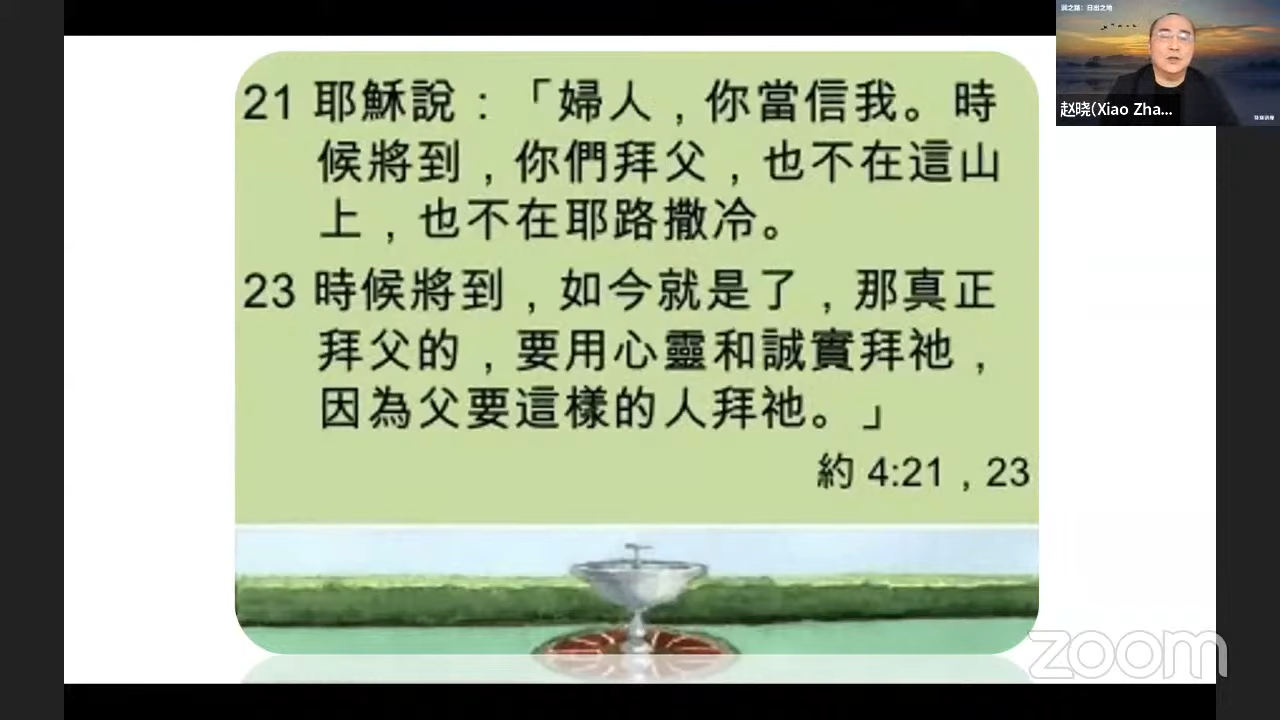 21 耶穌說：「婦人，你當信我。時
候將到，你們拜父，也不在這山
上，也不在耶路撒冷。
23 時候將到，如今就是了，那真正
拜父的，要用心靈和誠實拜祂，
因為父要這樣的人拜祂。」
約 4:21，23
赵晓(Xiao Zha...
zoom